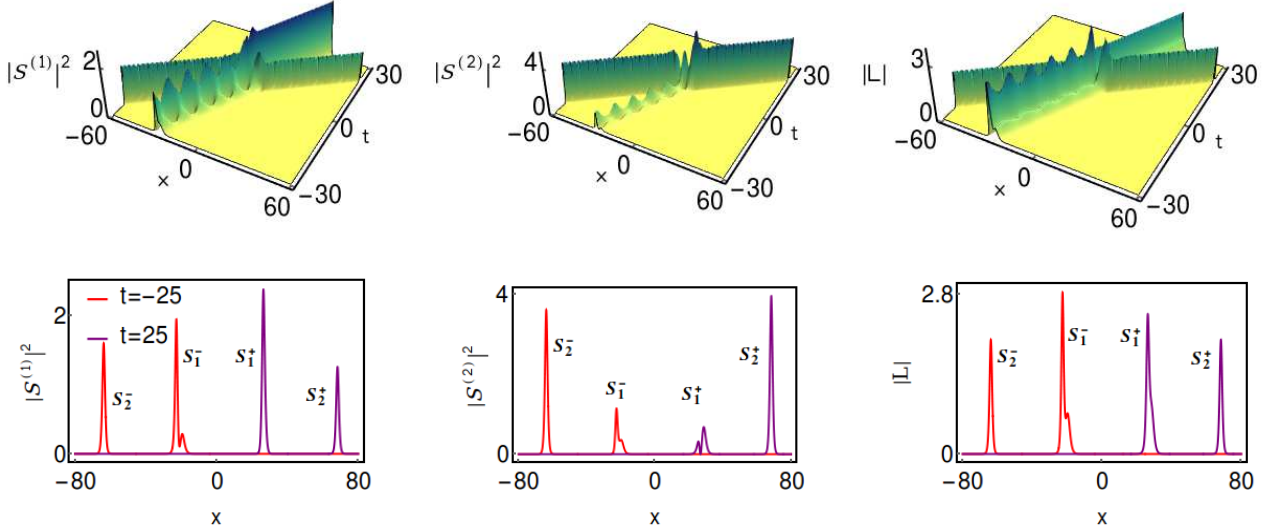 |S⁽¹⁾|²
2
0
−60
x
0
60
−30
0
t
30
|S⁽²⁾|²
4
0
−60
x
0
60
−30
0
t
30
|L|
3
0
−60
x
0
60
−30
0
t
30
|S⁽¹⁾|²
2
0
t=−25
t=25
S₂⁻
S₁⁻
S₁⁺
S₂⁺
−80
0
80
x
|S⁽²⁾|²
4
0
S₂⁻
S₁⁻
S₁⁺
S₂⁺
−80
0
80
x
|L|
2.8
0
S₂⁻
S₁⁻
S₁⁺
S₂⁺
−80
0
80
x